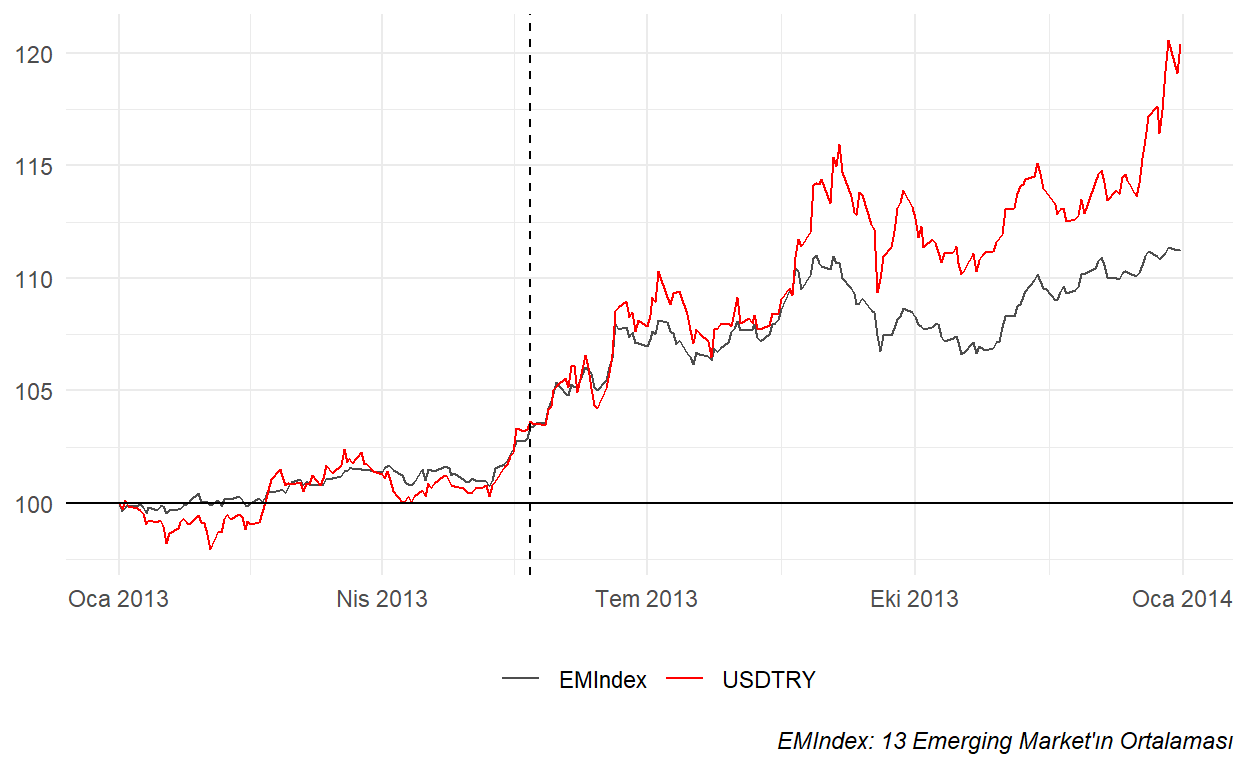 120
115
110
105
100
Oca 2013 Nis 2013 Tem 2013 Eki 2013 Oca 2014
EMIndex USDTRY
EMIndex: 13 Emerging Market'ın Ortalaması